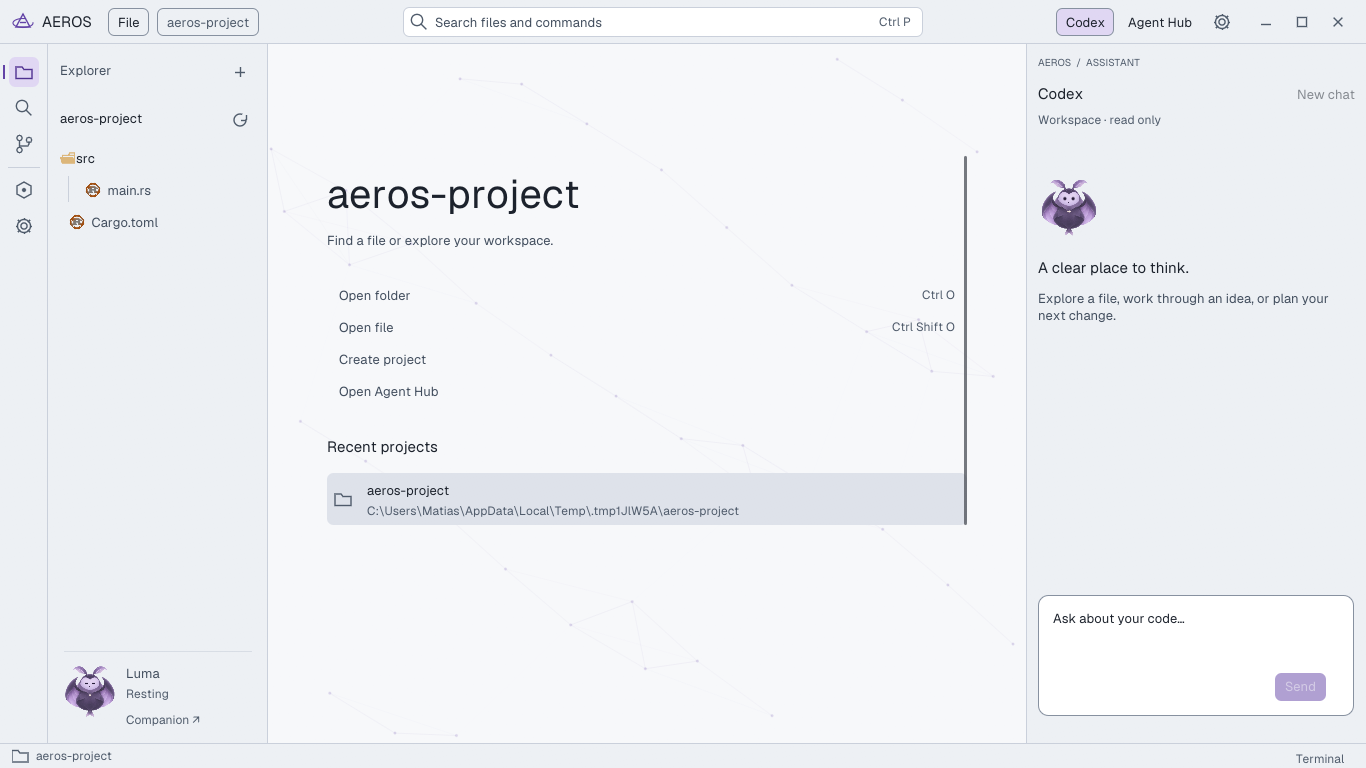 AEROS File aeros-project Search files and commands Ctrl P Codex Agent Hub
Explorer
aeros-project
src
main.rs
Cargo.toml
Luma
Resting
Companion ↗
aeros-project
Find a file or explore your workspace.
Open folder Ctrl O
Open file Ctrl Shift O
Create project
Open Agent Hub
Recent projects
aeros-project
C:\Users\Matias\AppData\Local\Temp\.tmp1JlW5A\aeros-project
AEROS / ASSISTANT
Codex New chat
Workspace · read only
A clear place to think.
Explore a file, work through an idea, or plan your
next change.
Ask about your code…
Send
aeros-project Terminal